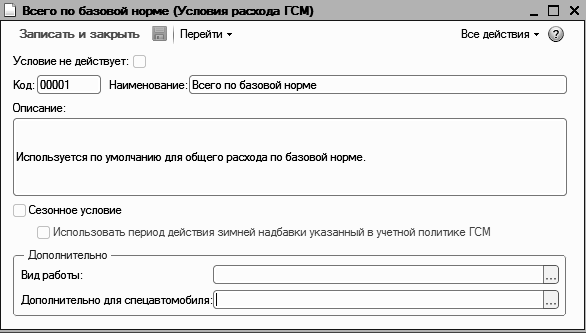 Всего по базовой норме (Условия расхода ГСМ)
Записать и закрыть Перейти Все действия ?
Условие не действует:
Код: 00001 Наименование: Всего по базовой норме
Описание:
Используется по умолчанию для общего расхода по базовой норме.
Сезонное условие
Использовать период действия зимней надбавки указанный в учетной политике ГСМ
Дополнительно
Вид работы: ...
Дополнительно для спецавтомобиля: ...